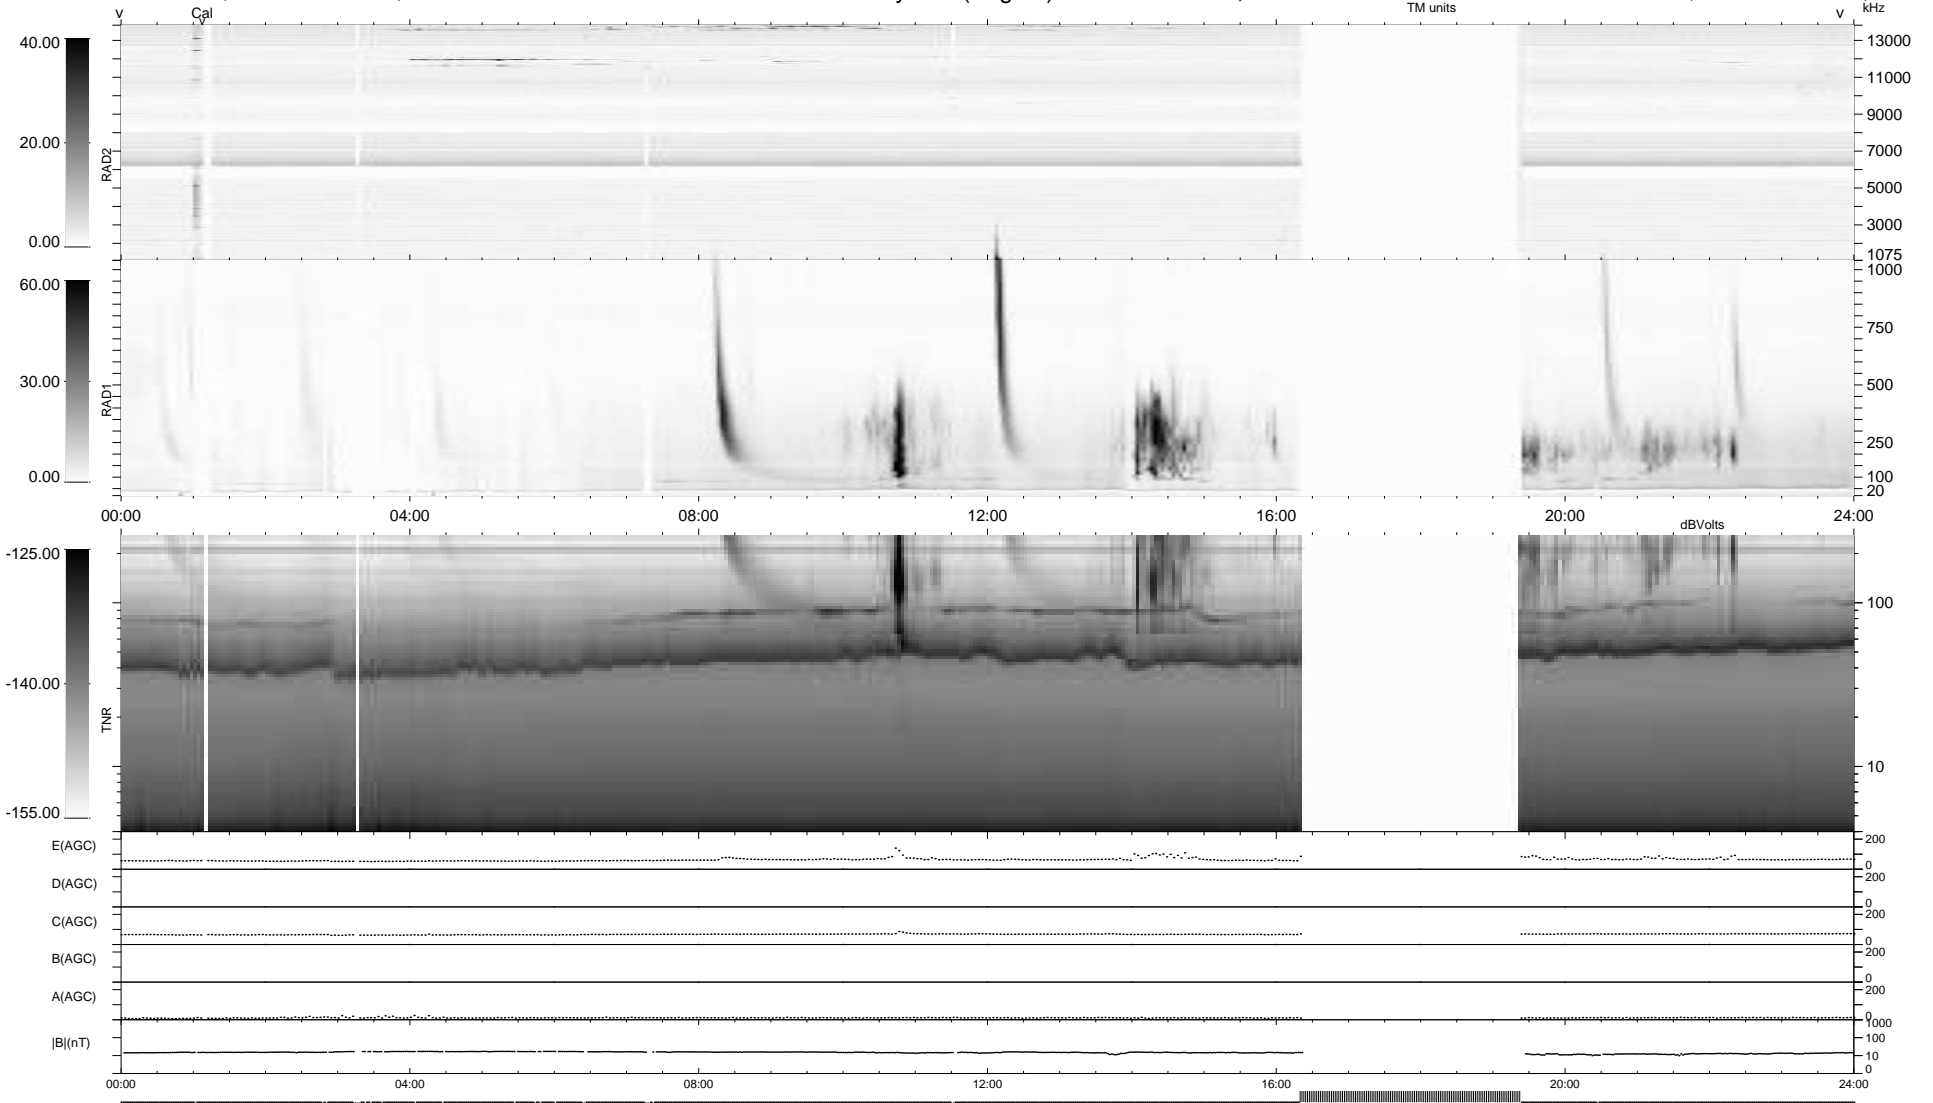 v Cal v TM units v kHz
40.00
20.00
0.00
RAD2
13000
11000
9000
7000
5000
3000
1075
60.00
30.00
0.00
RAD1
1000
750
500
250
100
20
00:00 04:00 08:00 12:00 16:00 20:00 24:00
dBVolts
-125.00
-140.00
-155.00
TNR
100
10
E(AGC) 200 0
D(AGC) 200 0
C(AGC) 200 0
B(AGC) 200 0
A(AGC) 200 0
|B|(nT) 1000 100 10 0
00:00 04:00 08:00 12:00 16:00 20:00 24:00